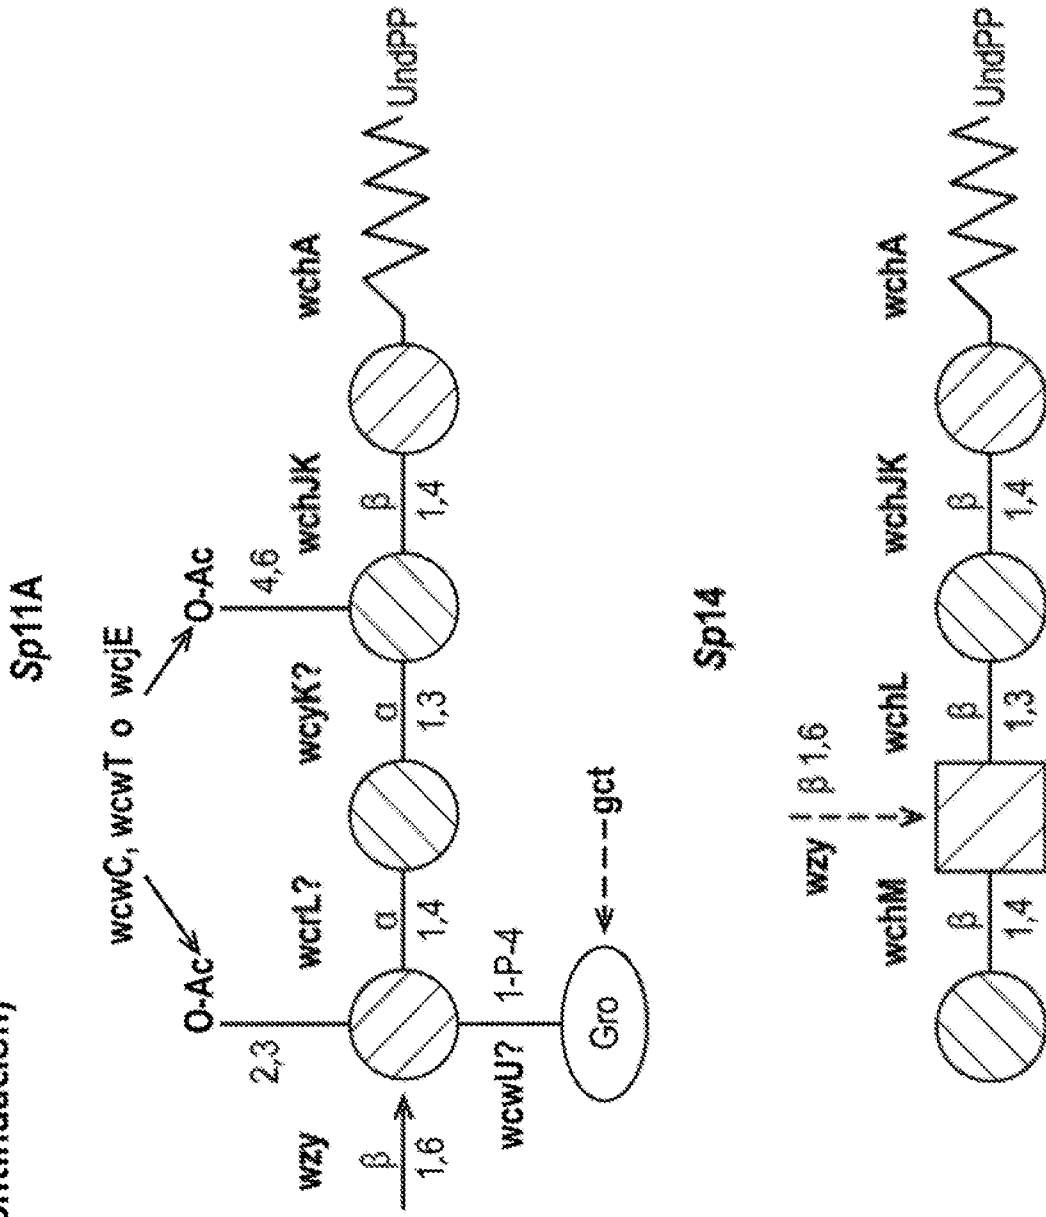 Sp11A
wcwC, wcwT o wcjE
O-Ac
O-Ac
2,3
4,6
wzy
wcrL?
wcyK?
wchJK
wchA
β
1,6
α
1,4
α
1,3
β
1,4
UndPP
wcwU?
1-P-4
Gro
gct
Sp14
wzy
β 1,6
wchM
wchL
wchJK
wchA
β
1,4
β
1,3
β
1,4
UndPP